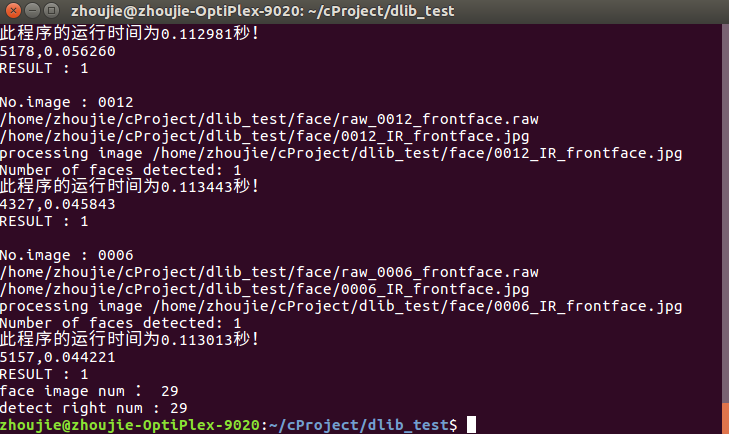 zhoujie@zhoujie-OptiPlex-9020: ~/cProject/dlib_test
此程序的运行时间为0.112981秒！
5178,0.056260
RESULT : 1
No.image : 0012
/home/zhoujie/cProject/dlib_test/face/raw_0012_frontface.raw
/home/zhoujie/cProject/dlib_test/face/0012_IR_frontface.jpg
processing image /home/zhoujie/cProject/dlib_test/face/0012_IR_frontface.jpg
Number of faces detected: 1
此程序的运行时间为0.113443秒！
4327,0.045843
RESULT : 1
No.image : 0006
/home/zhoujie/cProject/dlib_test/face/raw_0006_frontface.raw
/home/zhoujie/cProject/dlib_test/face/0006_IR_frontface.jpg
processing image /home/zhoujie/cProject/dlib_test/face/0006_IR_frontface.jpg
Number of faces detected: 1
此程序的运行时间为0.113013秒！
5157,0.044221
RESULT : 1
face image num ： 29
detect right num : 29
zhoujie@zhoujie-OptiPlex-9020:~/cProject/dlib_test$